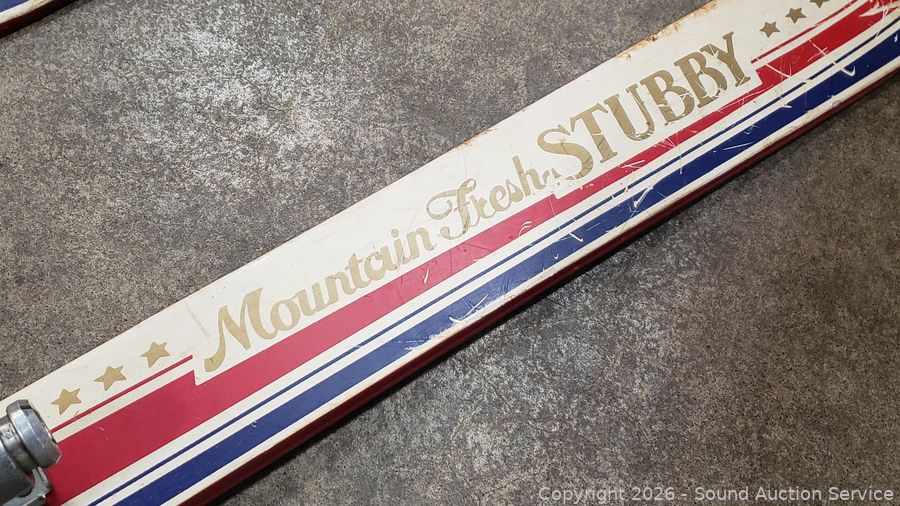 Mountain Fresh STUBBY
Copyright 2026 - Sound Auction Service